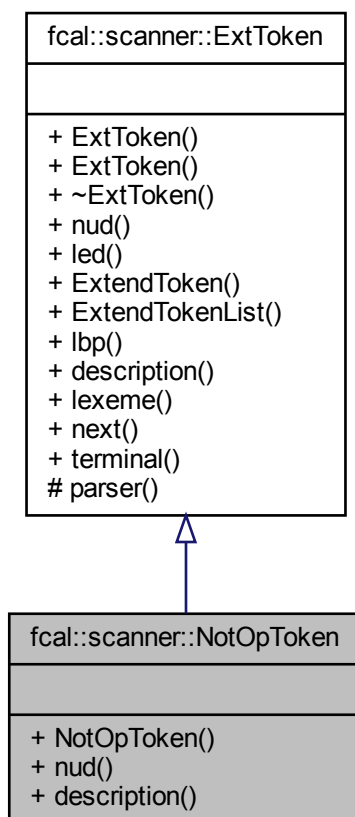 fcal::scanner::ExtToken
+ ExtToken()
+ ExtToken()
+ ~ExtToken()
+ nud()
+ led()
+ ExtendToken()
+ ExtendTokenList()
+ lbp()
+ description()
+ lexeme()
+ next()
+ terminal()
# parser()
fcal::scanner::NotOpToken
+ NotOpToken()
+ nud()
+ description()